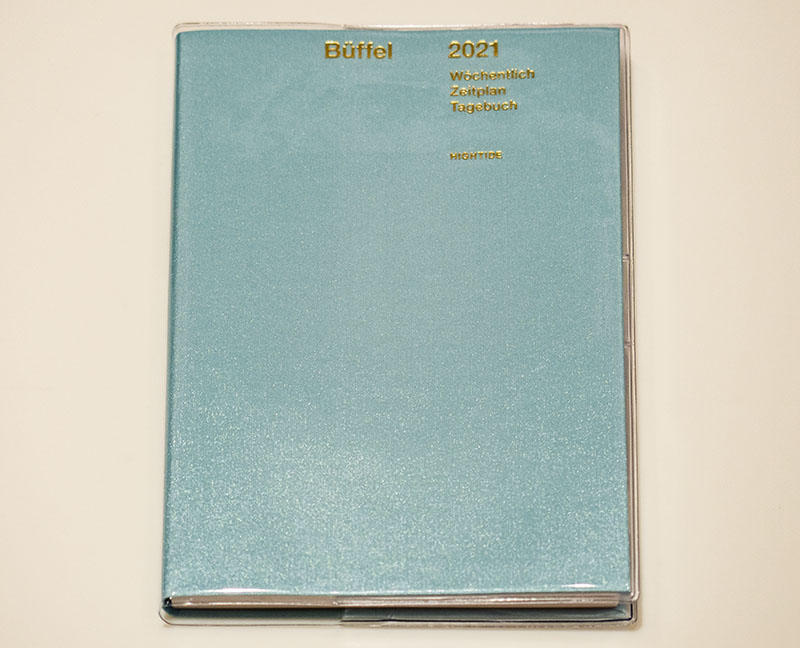 Büffel 2021
Wöchentlich
Zeitplan
Tagebuch
HIGHTIDE